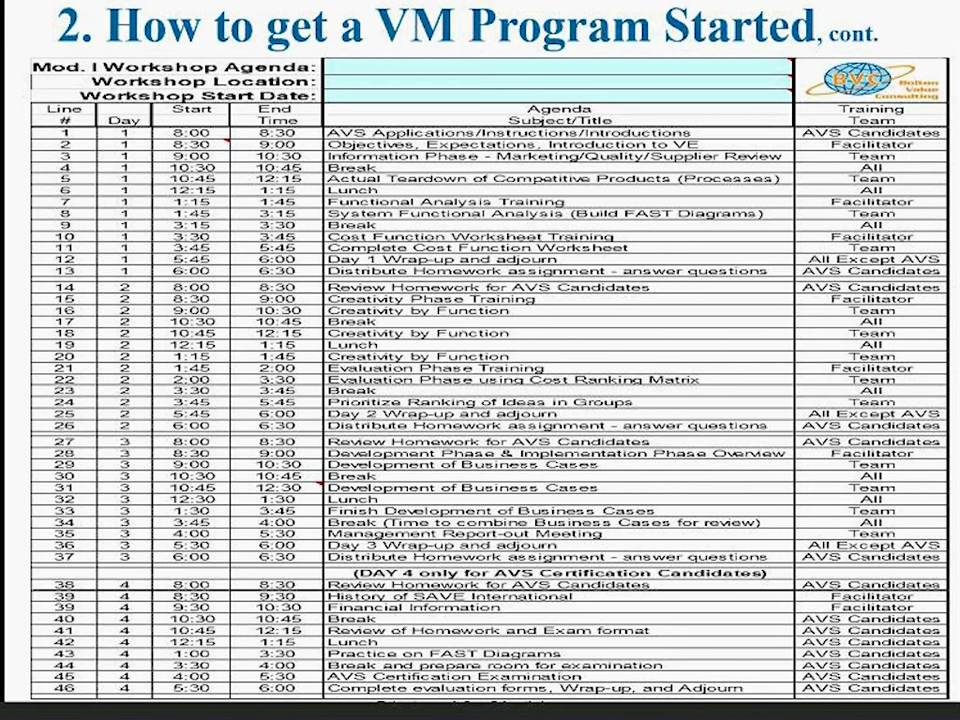 2. How to get a VM Program Started, cont.
Mod. I Workshop Agenda:
Workshop Location:
Workshop Start Date:
BVC Bolton Value Consulting
Line # Day Start End Time Agenda Subject/Title Training Team
1 1 8:00 8:30 AVS Applications/Instructions/Introductions AVS Candidates
2 1 8:30 9:00 Objectives, Expectations, Introduction to VE Facilitator
3 1 9:00 10:30 Information Phase - Marketing/Quality/Supplier Review Team
4 1 10:30 10:45 Break All
5 1 10:45 12:15 Actual Teardown of Competitive Products (Processes) Team
6 1 12:15 1:15 Lunch All
7 1 1:15 1:45 Functional Analysis Training Facilitator
8 1 1:45 3:15 System Functional Analysis (Build FAST Diagrams) Team
9 1 3:15 3:30 Break All
10 1 3:30 3:45 Cost Function Worksheet Training Facilitator
11 1 3:45 5:45 Complete Cost Function Worksheet Team
12 1 5:45 6:00 Day 1 Wrap-up and adjourn All Except AVS
13 1 6:00 6:30 Distribute Homework assignment - answer questions AVS Candidates
14 2 8:00 8:30 Review Homework for AVS Candidates AVS Candidates
15 2 8:30 9:00 Creativity Phase Training Facilitator
16 2 9:00 10:30 Creativity by Function Team
17 2 10:30 10:45 Break All
18 2 10:45 12:15 Creativity by Function Team
19 2 12:15 1:15 Lunch All
20 2 1:15 1:45 Creativity by Function Team
21 2 1:45 2:00 Evaluation Phase Training Facilitator
22 2 2:00 3:30 Evaluation Phase using Cost Ranking Matrix Team
23 2 3:30 3:45 Break All
24 2 3:45 5:45 Prioritize Ranking of Ideas in Groups Team
25 2 5:45 6:00 Day 2 Wrap-up and adjourn All Except AVS
26 2 6:00 6:30 Distribute Homework assignment - answer questions AVS Candidates
27 3 8:00 8:30 Review Homework for AVS Candidates AVS Candidates
28 3 8:30 9:00 Development Phase & Implementation Phase Overview Facilitator
29 3 9:00 10:30 Development of Business Cases Team
30 3 10:30 10:45 Break All
31 3 10:45 12:30 Development of Business Cases Team
32 3 12:30 1:30 Lunch All
33 3 1:30 3:45 Finish Development of Business Cases Team
34 3 3:45 4:00 Break (Time to combine Business Cases for review) All
35 3 4:00 5:30 Management Report-out Meeting Team
36 3 5:30 6:00 Day 3 Wrap-up and adjourn All Except AVS
37 3 6:00 6:30 Distribute Homework assignment - answer questions AVS Candidates
(DAY 4 only for AVS Certification Candidates)
38 4 8:00 8:30 Review Homework for AVS Candidates AVS Candidates
39 4 8:30 9:30 History of SAVE International Facilitator
39 4 9:30 10:30 Financial Information Facilitator
40 4 10:30 10:45 Break AVS Candidates
41 4 10:45 12:15 Review of Homework and Exam format AVS Candidates
42 4 12:15 1:15 Lunch AVS Candidates
43 4 1:00 3:30 Practice on FAST Diagrams AVS Candidates
44 4 3:30 4:00 Break and prepare room for examination AVS Candidates
45 4 4:00 5:30 AVS Certification Examination AVS Candidates
46 4 5:30 6:00 Complete evaluation forms, Wrap-up, and Adjourn AVS Candidates